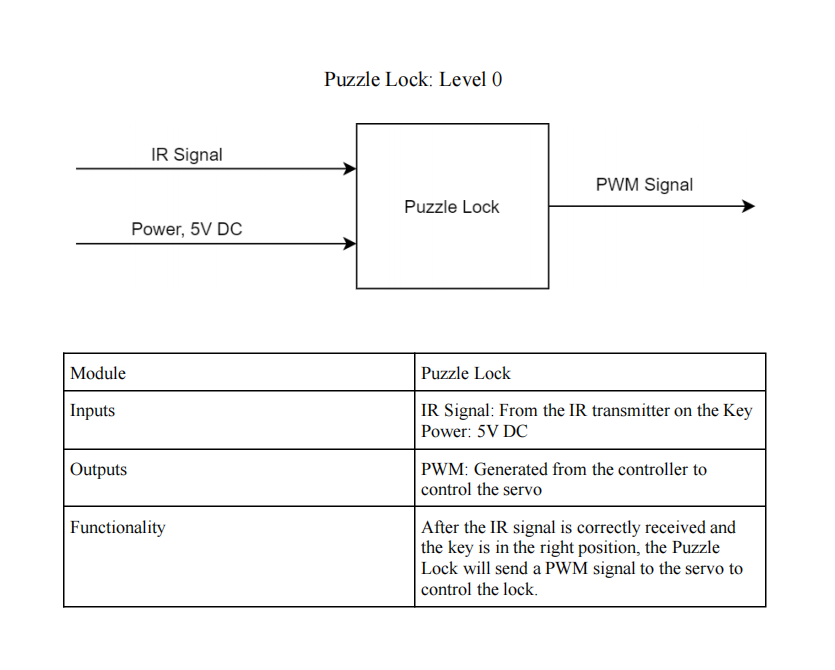 Puzzle Lock: Level 0
IR Signal
Power, 5V DC
Puzzle Lock
PWM Signal
Module
Puzzle Lock
Inputs
IR Signal: From the IR transmitter on the Key
Power: 5V DC
Outputs
PWM: Generated from the controller to
control the servo
Functionality
After the IR signal is correctly received and
the key is in the right position, the Puzzle
Lock will send a PWM signal to the servo to
control the lock.